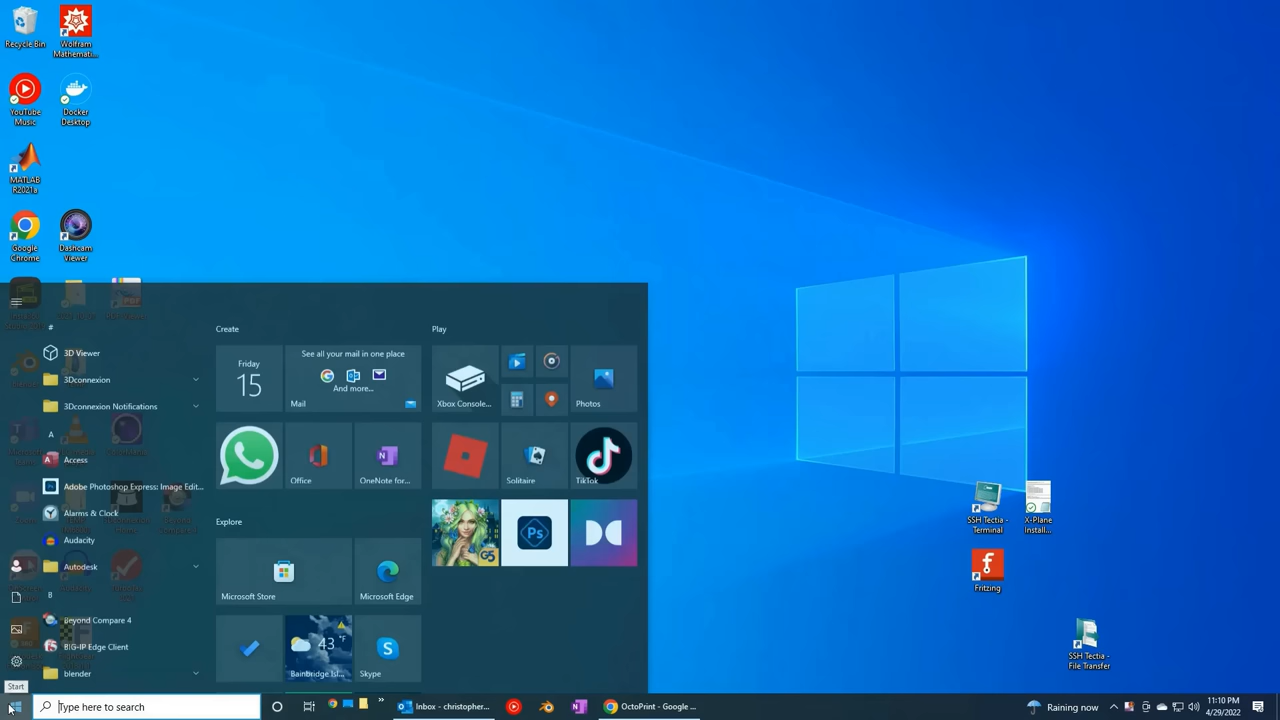 Recycle Bin
Wolfram
Mathemati...
YouTube
Music
Docker
Desktop
MATLAB
R2021a
Google
Chrome
Dashcam
Viewer
#
3D Viewer
3Dconnexion
3Dconnexion Notifications
A
Access
Adobe Photoshop Express: Image Edit...
Alarms & Clock
Audacity
Autodesk
B
Beyond Compare 4
BIG-IP Edge Client
blender
Start
Create
Friday
15
See all your mail in one place
And more...
Mail
Office
OneNote for...
Explore
Microsoft Store
Microsoft Edge
43 °F
Bainbridge Isl...
Skype
Play
Xbox Console...
Photos
Solitaire
TikTok
G5
Ps
SSH Tectia -
Terminal
X-Plane
Install...
Fritzing
SSH Tectia -
File Transfer
Type here to search
Inbox - christopher...
OctoPrint - Google ...
Raining now
11:10 PM
4/29/2022